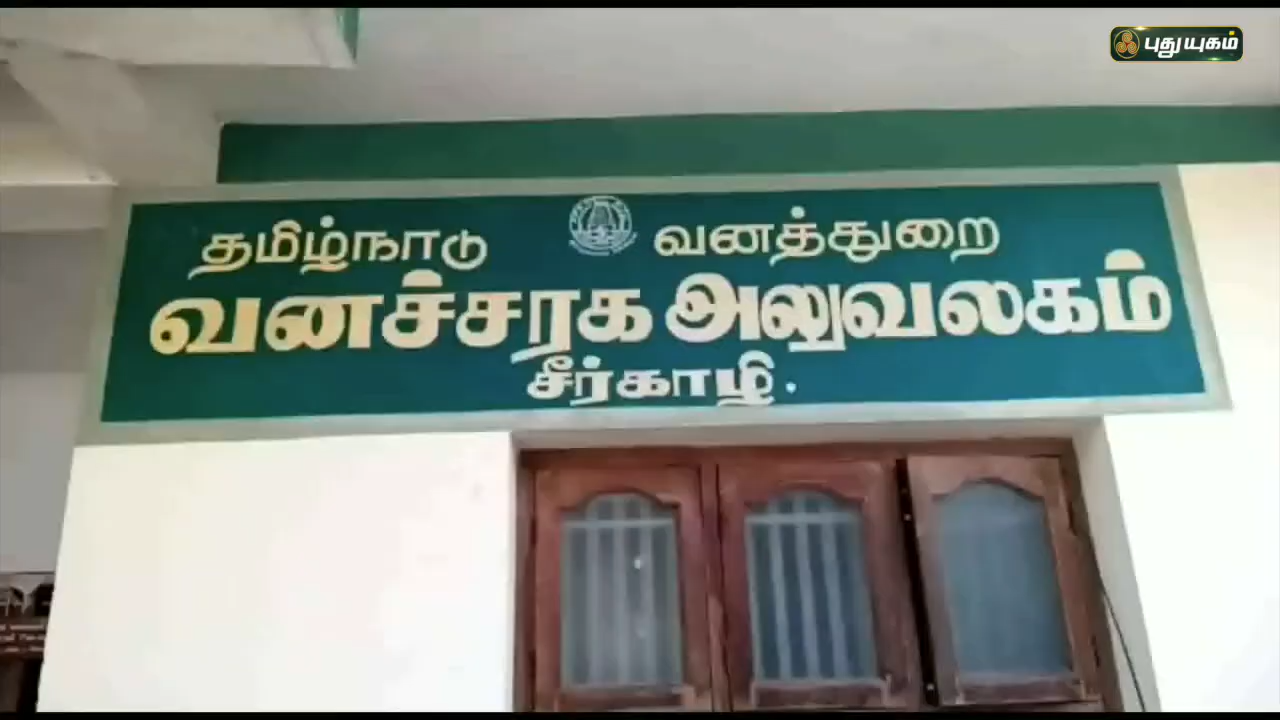 புதுயுகம்
தமிழ்நாடு வனத்துறை
வனச்சரக அலுவலகம்
சீர்காழி.